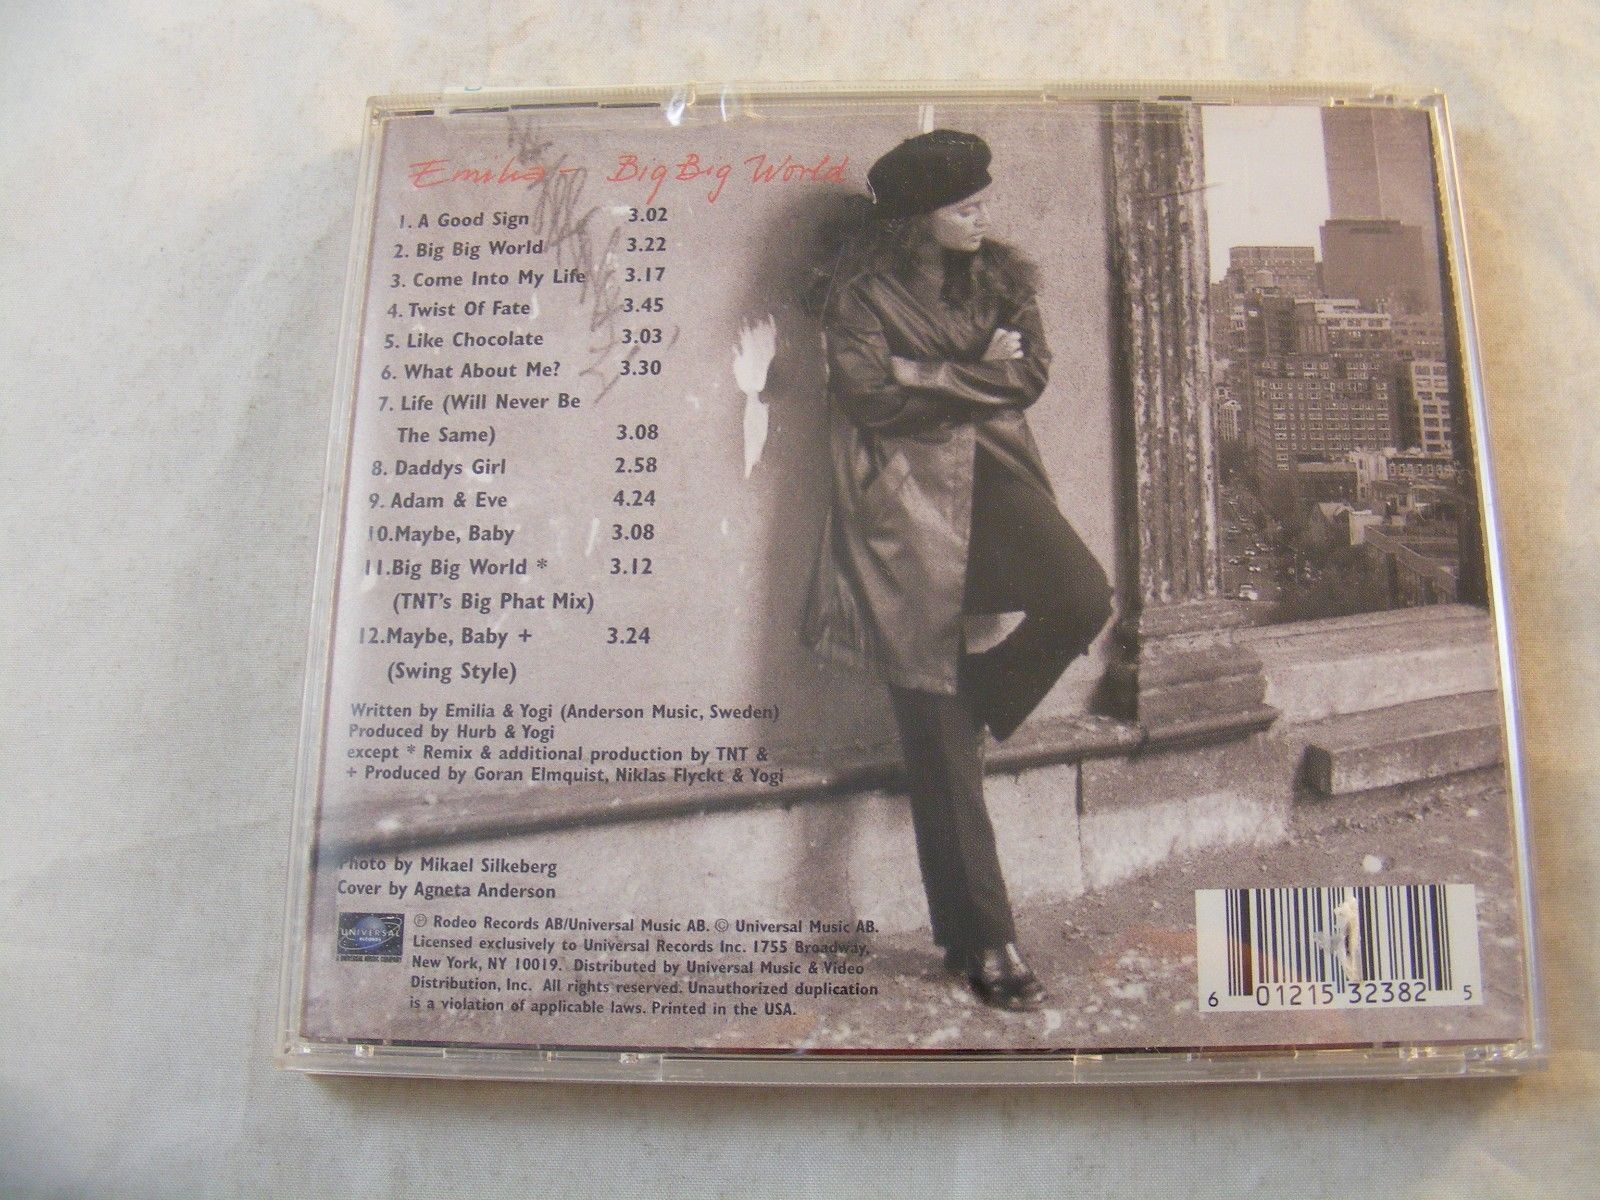 Emilia - Big Big World
1. A Good Sign 3.02
2. Big Big World 3.22
3. Come Into My Life 3.17
4. Twist Of Fate 3.45
5. Like Chocolate 3.03
6. What About Me? 3.30
7. Life (Will Never Be
The Same) 3.08
8. Daddys Girl 2.58
9. Adam & Eve 4.24
10.Maybe, Baby 3.08
11.Big Big World * 3.12
(TNT's Big Phat Mix)
12.Maybe, Baby + 3.24
(Swing Style)
Written by Emilia & Yogi (Anderson Music, Sweden)
Produced by Hurb & Yogi
except * Remix & additional production by TNT &
+ Produced by Goran Elmquist, Niklas Flyckt & Yogi
Photo by Mikael Silkeberg
Cover by Agneta Anderson
UNIVERSAL
RECORDS
A UNIVERSAL MUSIC COMPANY
℗ Rodeo Records AB/Universal Music AB. © Universal Music AB.
Licensed exclusively to Universal Records Inc. 1755 Broadway,
New York, NY 10019. Distributed by Universal Music & Video
Distribution, Inc. All rights reserved. Unauthorized duplication
is a violation of applicable laws. Printed in the USA.
6 01215 32382 5